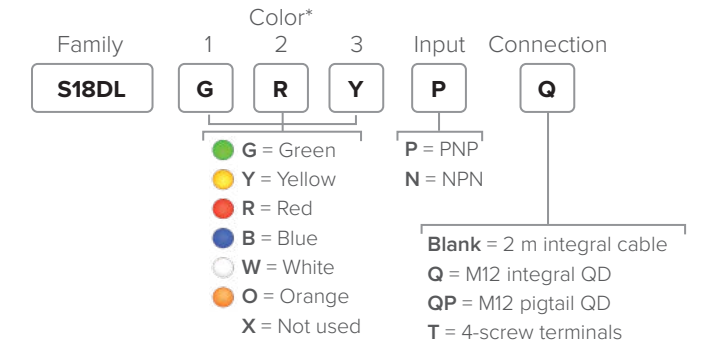 Color*
Family 1 2 3 Input Connection
S18DL G R Y P Q
G = Green
Y = Yellow
R = Red
B = Blue
W = White
O = Orange
X = Not used
P = PNP
N = NPN
Blank = 2 m integral cable
Q = M12 integral QD
QP = M12 pigtail QD
T = 4-screw terminals